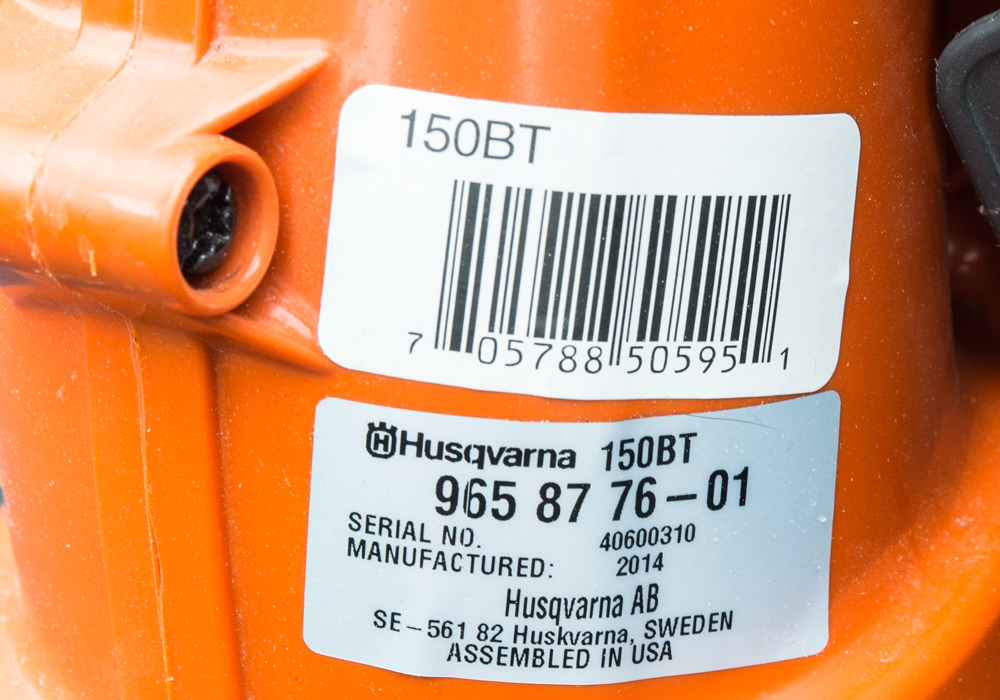 150BT
7 05788 50595 1
Husqvarna 150BT
965 87 76-01
SERIAL NO. 40600310
MANUFACTURED: 2014
Husqvarna AB
SE-561 82 Huskvarna, SWEDEN
ASSEMBLED IN USA